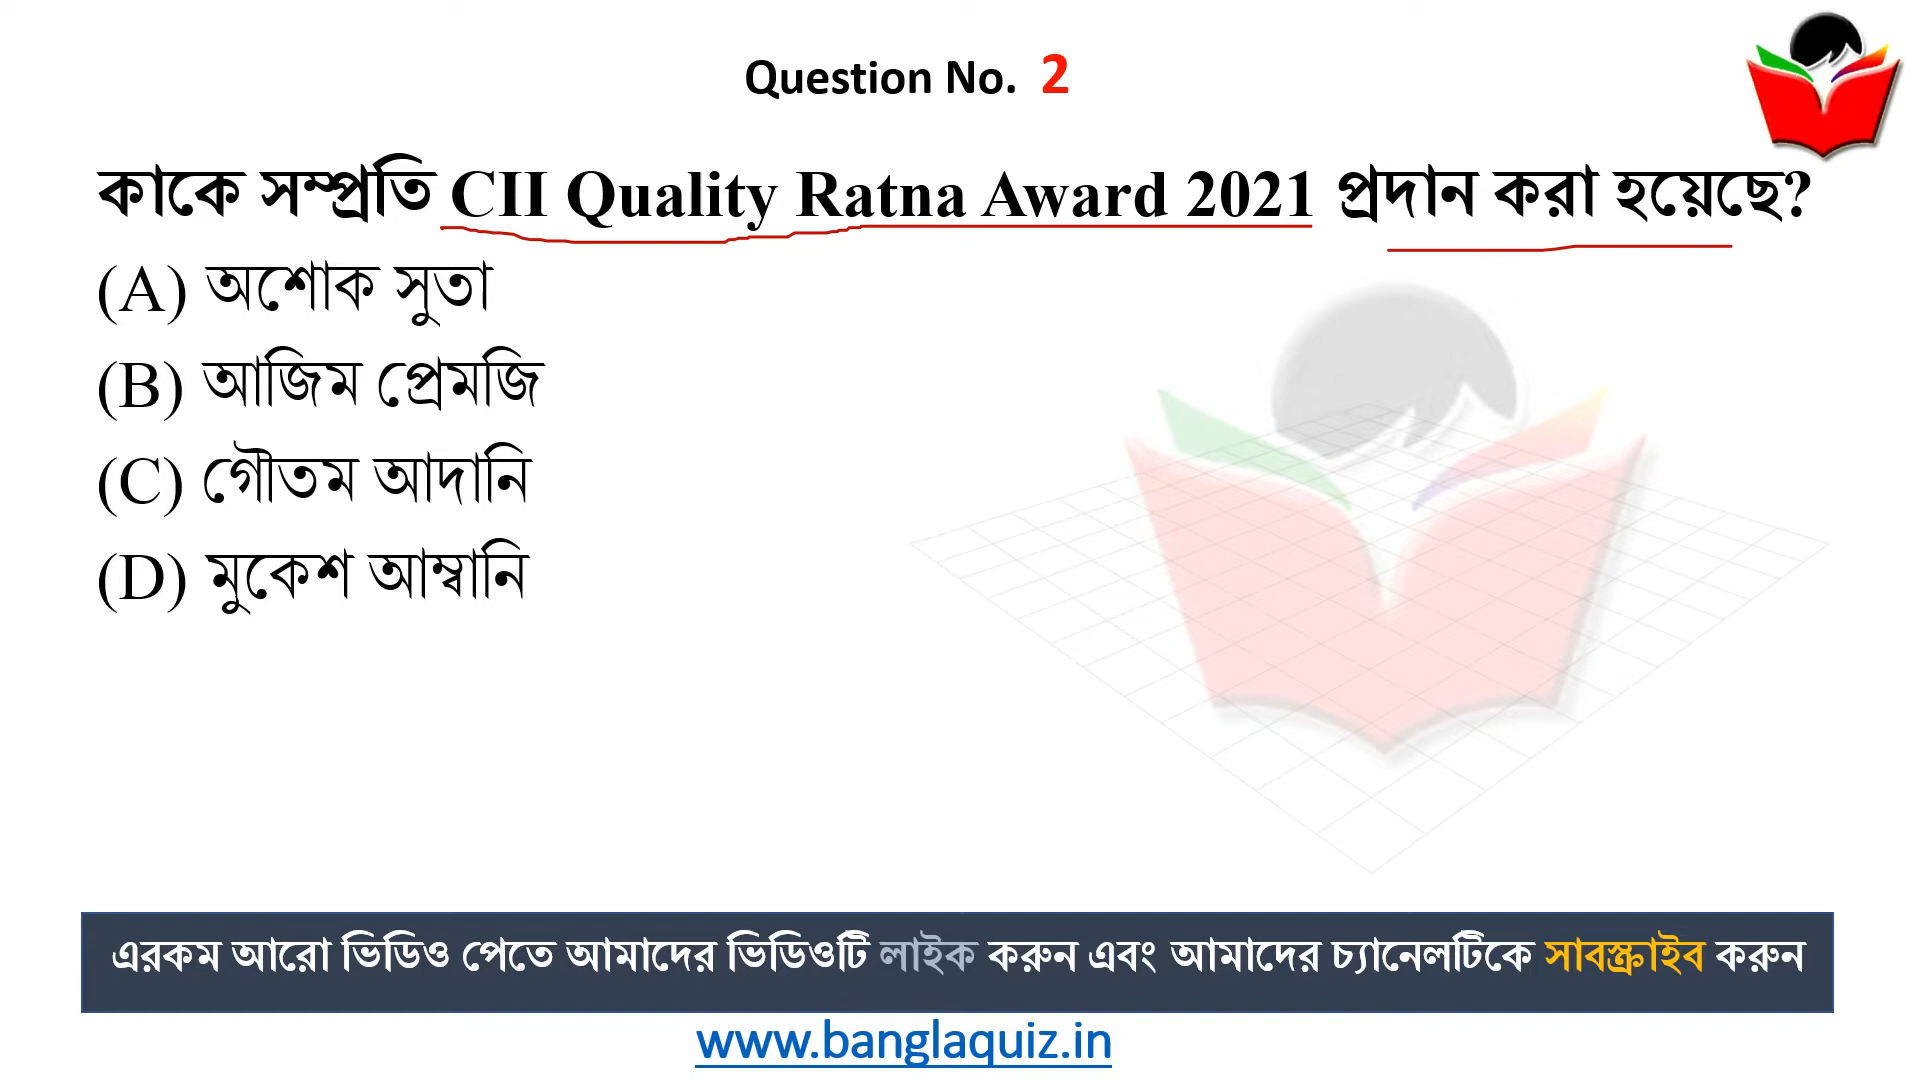 Question No. 2
কাকে সম্প্রতি CII Quality Ratna Award 2021 প্রদান করা হয়েছে?
(A) অশোক সুতা
(B) আজিম প্রেমজি
(C) গৌতম আদানি
(D) মুকেশ আম্বানি
এরকম আরো ভিডিও পেতে আমাদের ভিডিওটি লাইক করুন এবং আমাদের চ্যানেলটিকে সাবস্ক্রাইব করুন
www.banglaquiz.in